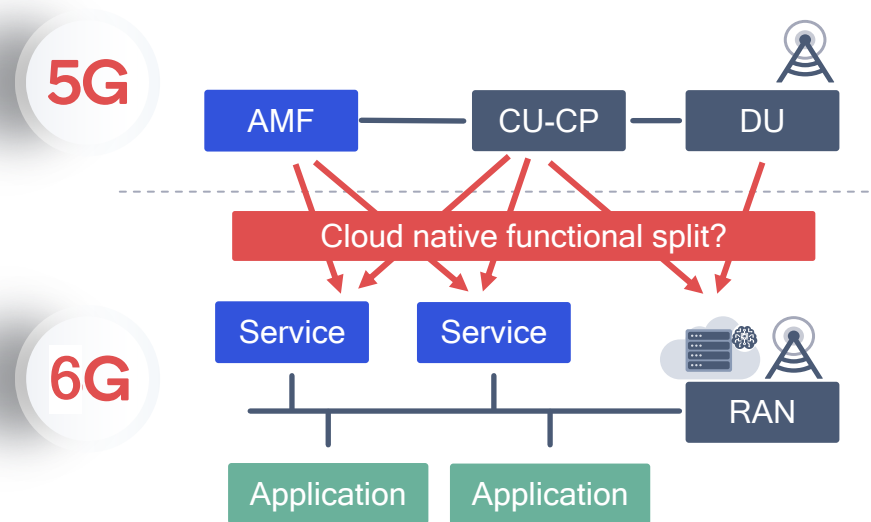 5G
AMF
CU-CP
DU
Cloud native functional split?
Service
Service
6G
RAN
Application
Application